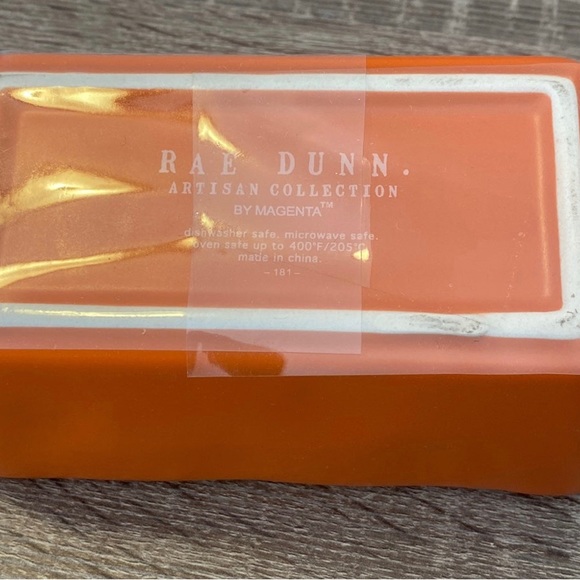 RAE DUNN.
ARTISAN COLLECTION
BY MAGENTA™
dishwasher safe. microwave safe.
oven safe up to 400°F/205°C
made in china.
– 181 –